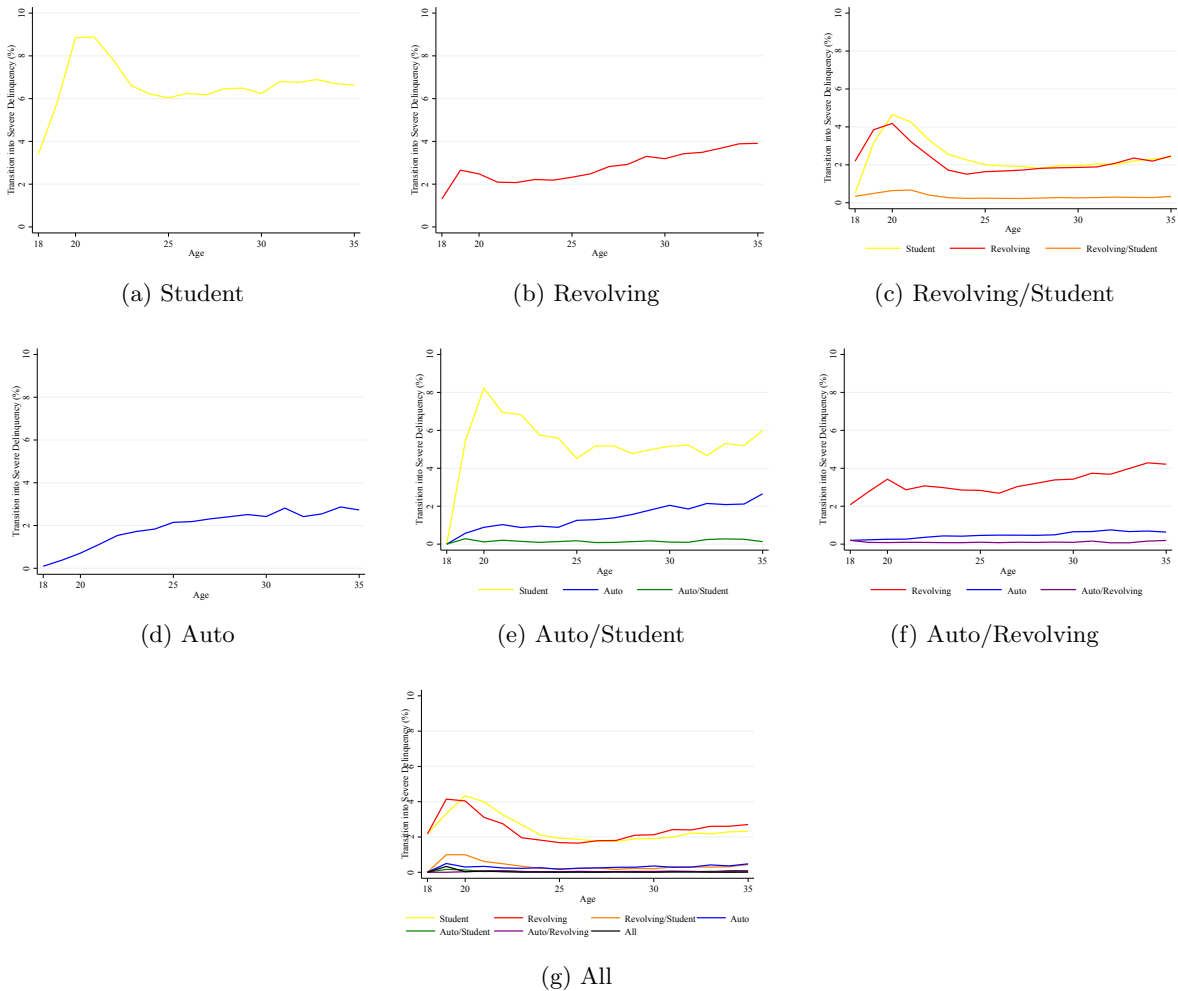 Transition into Severe Delinquency (%)
0 2 4 6 8 10
18 20 25 30 35
Age
(a) Student
Transition into Severe Delinquency (%)
0 2 4 6 8 10
18 20 25 30 35
Age
(b) Revolving
Transition into Severe Delinquency (%)
0 2 4 6 8 10
18 20 25 30 35
Age
Student Revolving Revolving/Student
(c) Revolving/Student
Transition into Severe Delinquency (%)
0 2 4 6 8 10
18 20 25 30 35
Age
(d) Auto
Transition into Severe Delinquency (%)
0 2 4 6 8 10
18 20 25 30 35
Age
Student Auto Auto/Student
(e) Auto/Student
Transition into Severe Delinquency (%)
0 2 4 6 8 10
18 20 25 30 35
Age
Revolving Auto Auto/Revolving
(f) Auto/Revolving
Transition into Severe Delinquency (%)
0 2 4 6 8 10
18 20 25 30 35
Age
Student Revolving Revolving/Student Auto
Auto/Student Auto/Revolving All
(g) All